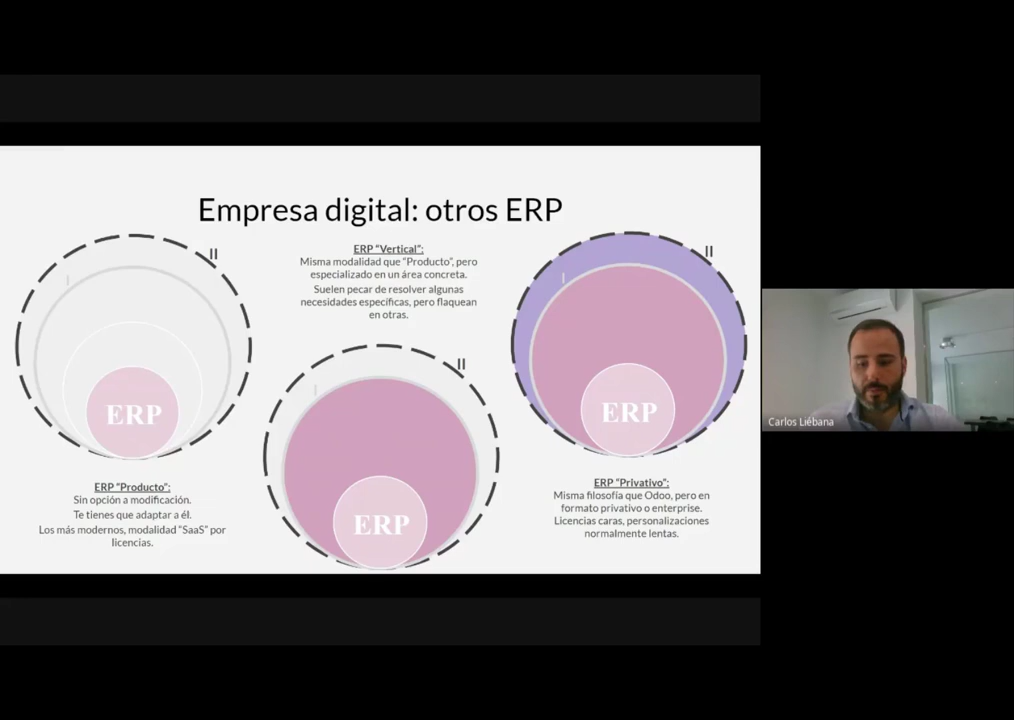 Empresa digital: otros ERP
II
I
ERP
ERP "Producto":
Sin opción a modificación.
Te tienes que adaptar a él.
Los más modernos, modalidad "SaaS" por
licencias.
ERP "Vertical":
Misma modalidad que "Producto", pero
especializado en un área concreta.
Suelen pecar de resolver algunas
necesidades específicas, pero flaquean
en otras.
II
I
ERP
II
I
ERP
ERP "Privativo":
Misma filosofía que Odoo, pero en
formato privativo o enterprise.
Licencias caras, personalizaciones
normalmente lentas.
Carlos Liébana